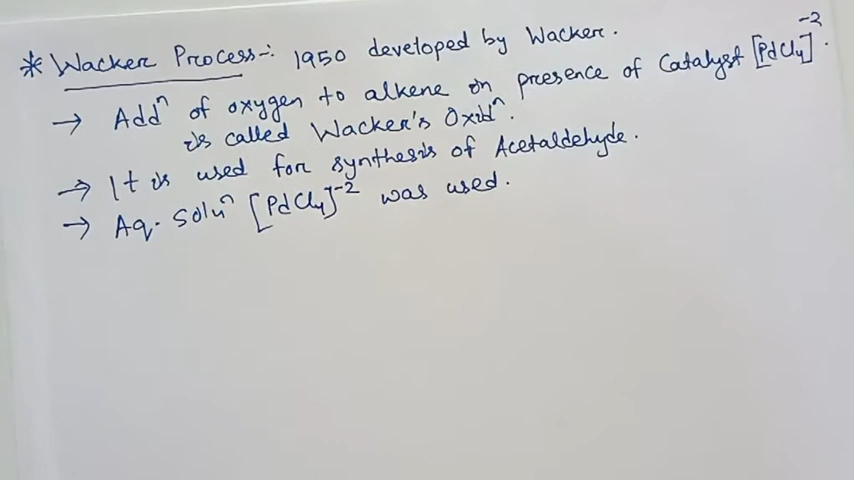 * Wacker Process -: 1950 developed by Wacker.
→ Addⁿ of oxygen to alkene in presence of Catalyst [PdCl₄]⁻².
is called Wacker's Oxidⁿ.
→ It is used for synthesis of Acetaldehyde.
→ Aq. Soluⁿ [PdCl₄]⁻² was used.